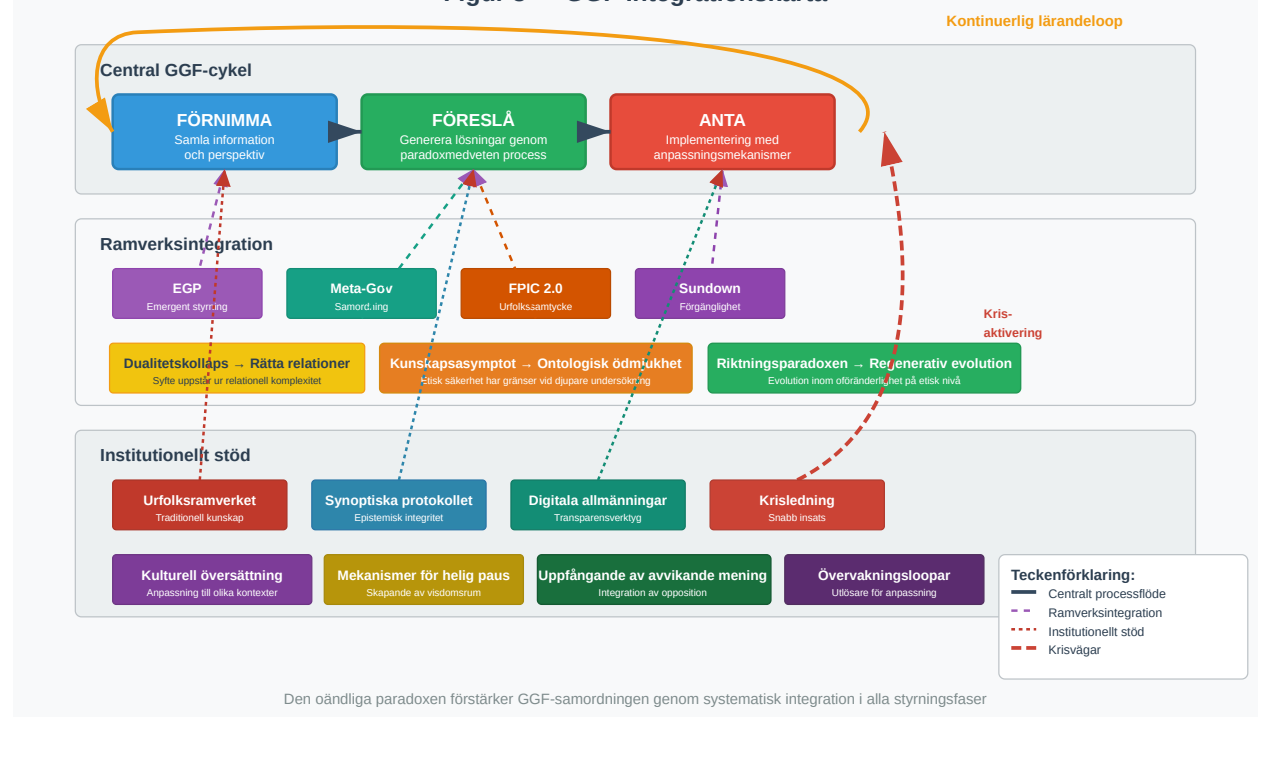 Kontinuerlig lärandeloop
Central GGF-cykel
FÖRNIMMA
Samla information
och perspektiv
FÖRESLÅ
Generera lösningar genom
paradoxmedveten process
ANTA
Implementering med
anpassningsmekanismer
Ramverksintegration
EGP
Emergent styrning
Meta-Gov
Samordning
FPIC 2.0
Urfolkssamtycke
Sundown
Förgänglighet
Kris-
aktivering
Dualitetskollaps → Rätta relationer
Syfte uppstår ur relationell komplexitet
Kunskapsasymptot → Ontologisk ödmjukhet
Etisk säkerhet har gränser vid djupare undersökning
Riktningsparadoxen → Regenerativ evolution
Evolution inom oföränderlighet på etisk nivå
Institutionellt stöd
Urfolksramverket
Traditionell kunskap
Synoptiska protokollet
Epistemisk integritet
Digitala allmänningar
Transparensverktyg
Krisledning
Snabb insats
Kulturell översättning
Anpassning till olika kontexter
Mekanismer för helig paus
Skapande av visdomsrum
Uppfångande av avvikande mening
Integration av opposition
Övervakningsloopar
Utlösare för anpassning
Teckenförklaring:
Centralt processflöde
Ramverksintegration
Institutionellt stöd
Krisvägar
Den oändliga paradoxen förstärker GGF-samordningen genom systematisk integration i alla styrningsfaser